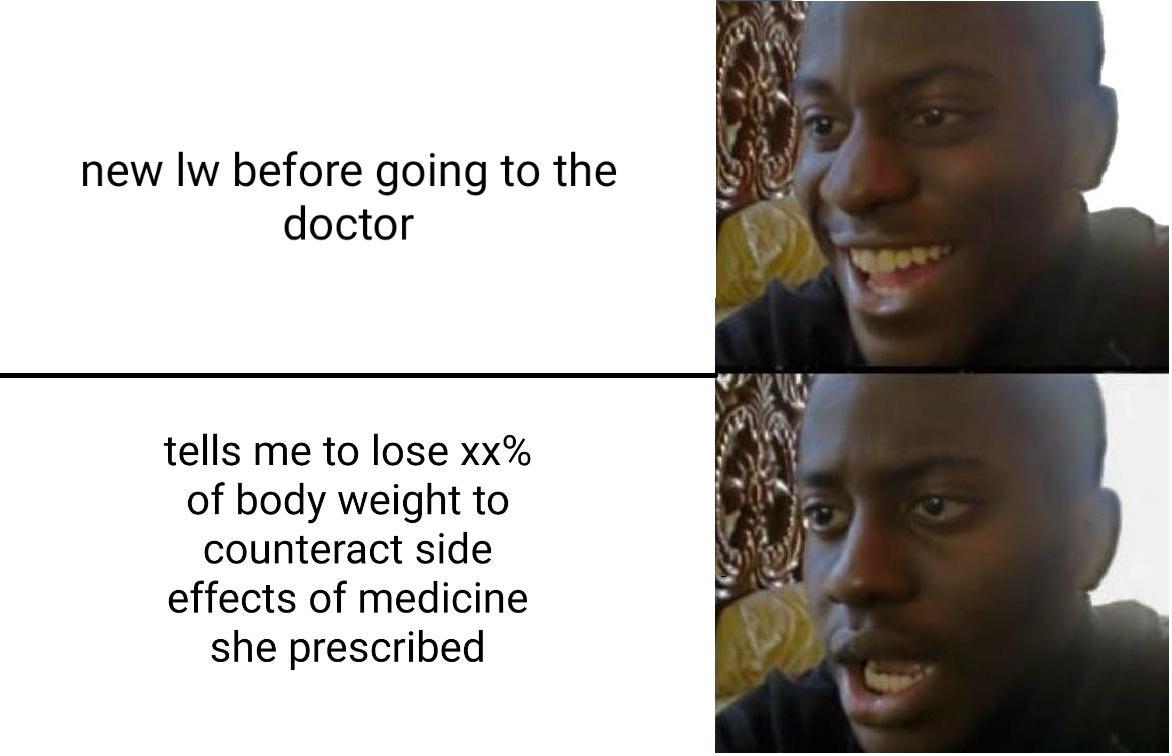 new lw before going to the
doctor
tells me to lose xx%
of body weight to
counteract side
effects of medicine
she prescribed